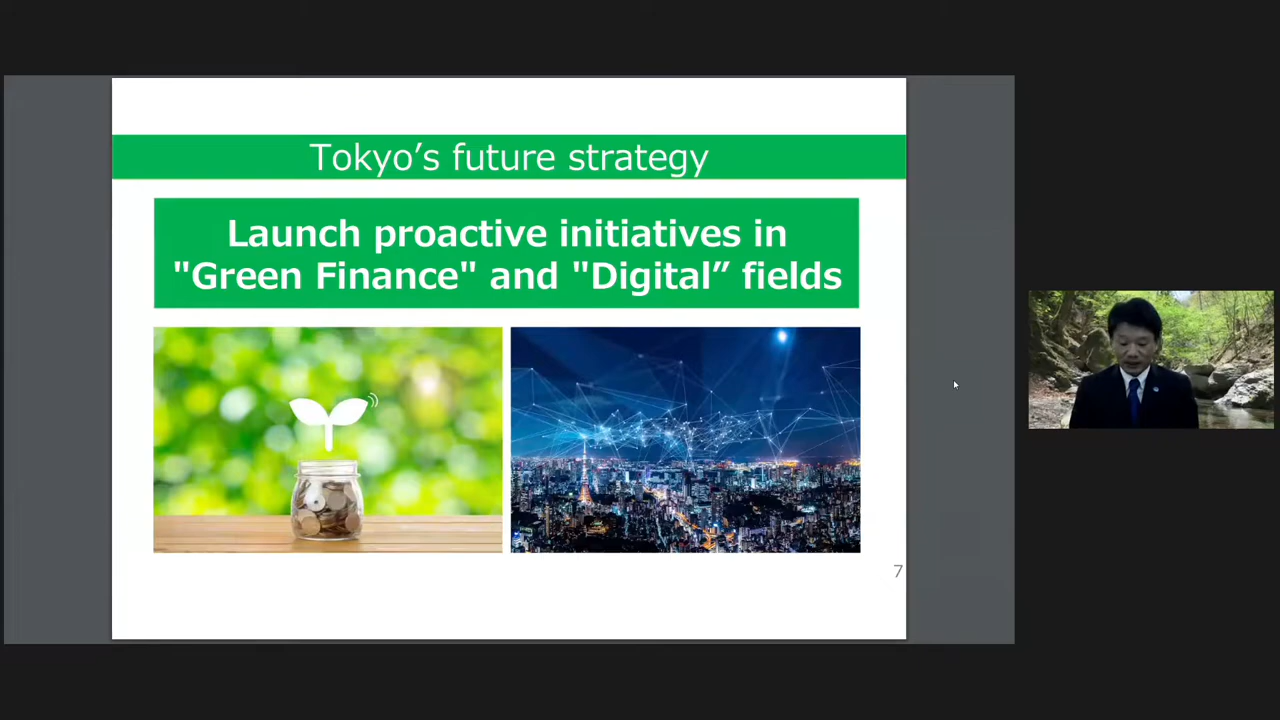 Tokyo’s future strategy
Launch proactive initiatives in
"Green Finance" and "Digital” fields
7